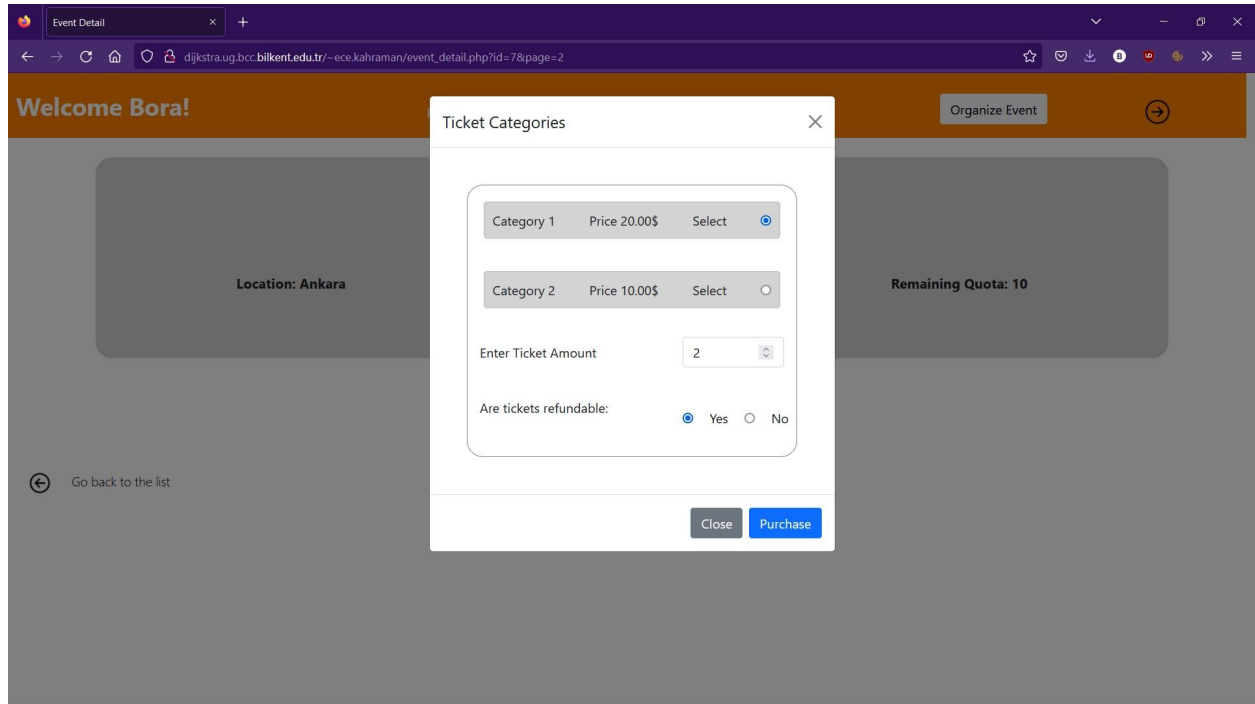 Event Detail
dijkstra.ug.bcc.bilkent.edu.tr/~ece.kahraman/event_detail.php?id=7&page=2
Welcome Bora!
Organize Event
Ticket Categories
Category 1 Price 20.00$ Select
Category 2 Price 10.00$ Select
Location: Ankara
Remaining Quota: 10
Enter Ticket Amount 2
Are tickets refundable: Yes No
Go back to the list
Close Purchase